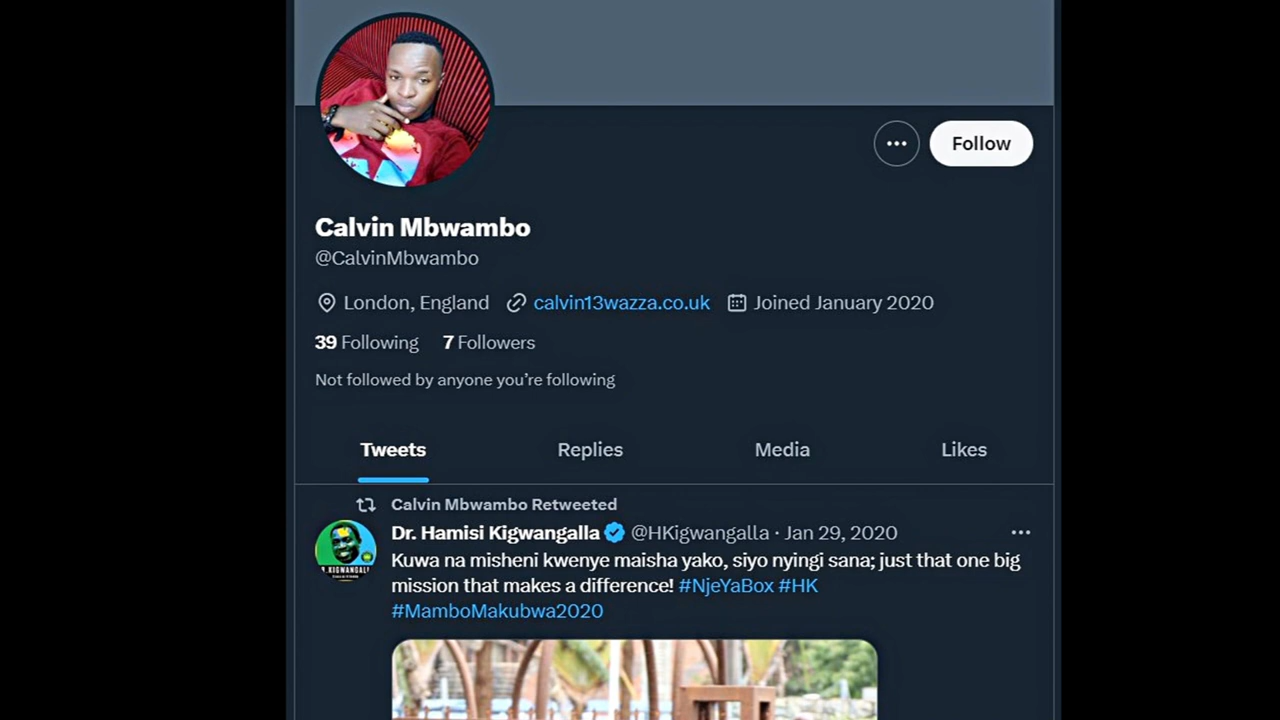 Follow
Calvin Mbwambo
@CalvinMbwambo
London, England calvin13wazza.co.uk Joined January 2020
39 Following 7 Followers
Not followed by anyone you're following
Tweets Replies Media Likes
Calvin Mbwambo Retweeted
Dr. Hamisi Kigwangalla @HKigwangalla · Jan 29, 2020
Kuwa na misheni kwenye maisha yako, siyo nyingi sana; just that one big
mission that makes a difference! #NjeYaBox #HK
#MamboMakubwa2020